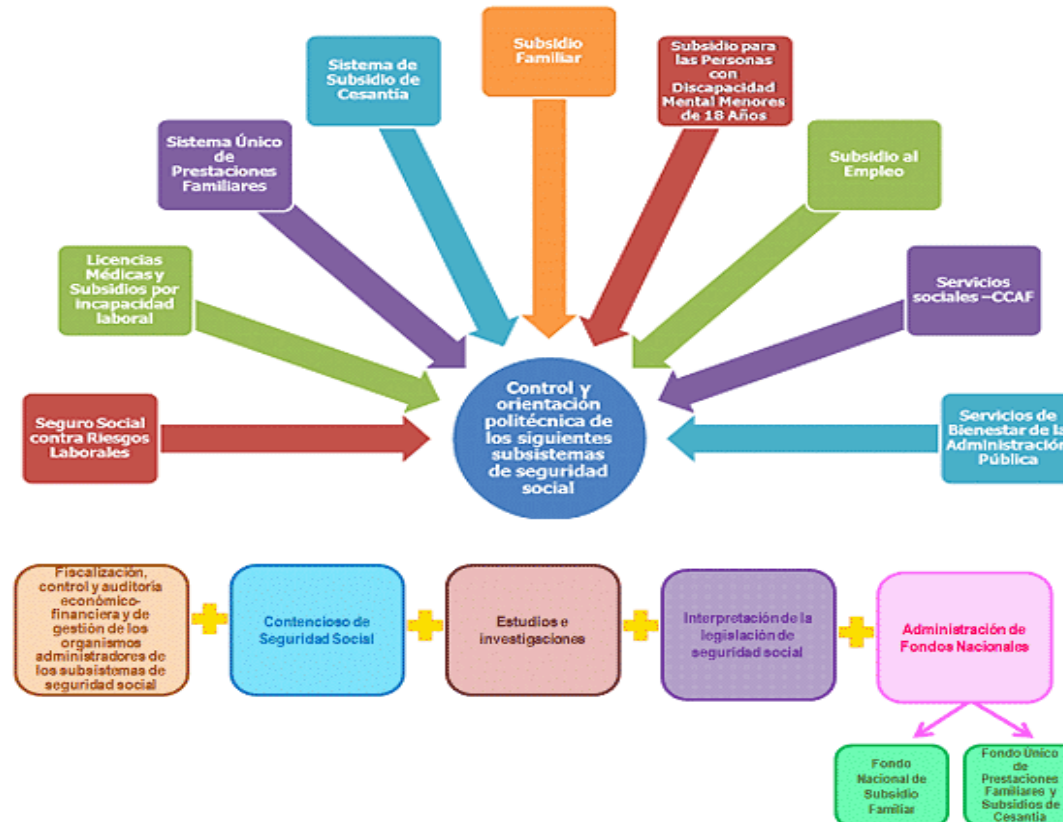 Subsidio
Familiar
Subsidio para
las Personas
con
Discapacidad
Mental Menores
de 18 Años
Sistema de
Subsidio de
Cesantía
Sistema Único
de
Prestaciones
Familiares
Subsidio al
Empleo
Licencias
Médicas y
Subsidios por
incapacidad
laboral
Servicios
sociales –CCAF
Seguro Social
contra Riesgos
Laborales
Control y
orientación
politécnica de
los siguientes
subsistemas
de seguridad
social
Servicios de
Bienestar de la
Administración
Pública
Fiscalización,
control y auditoría
económico-
financiera y de
gestión de los
organismos
administradores de
los subsistemas de
seguridad social
Contencioso de
Seguridad Social
Estudios e
investigaciones
Interpretación de la
legislación de
seguridad social
Administración de
Fondos Nacionales
Fondo
Nacional de
Subsidio
Familiar
Fondo Único
de
Prestaciones
Familiares y
Subsidios de
Cesantía